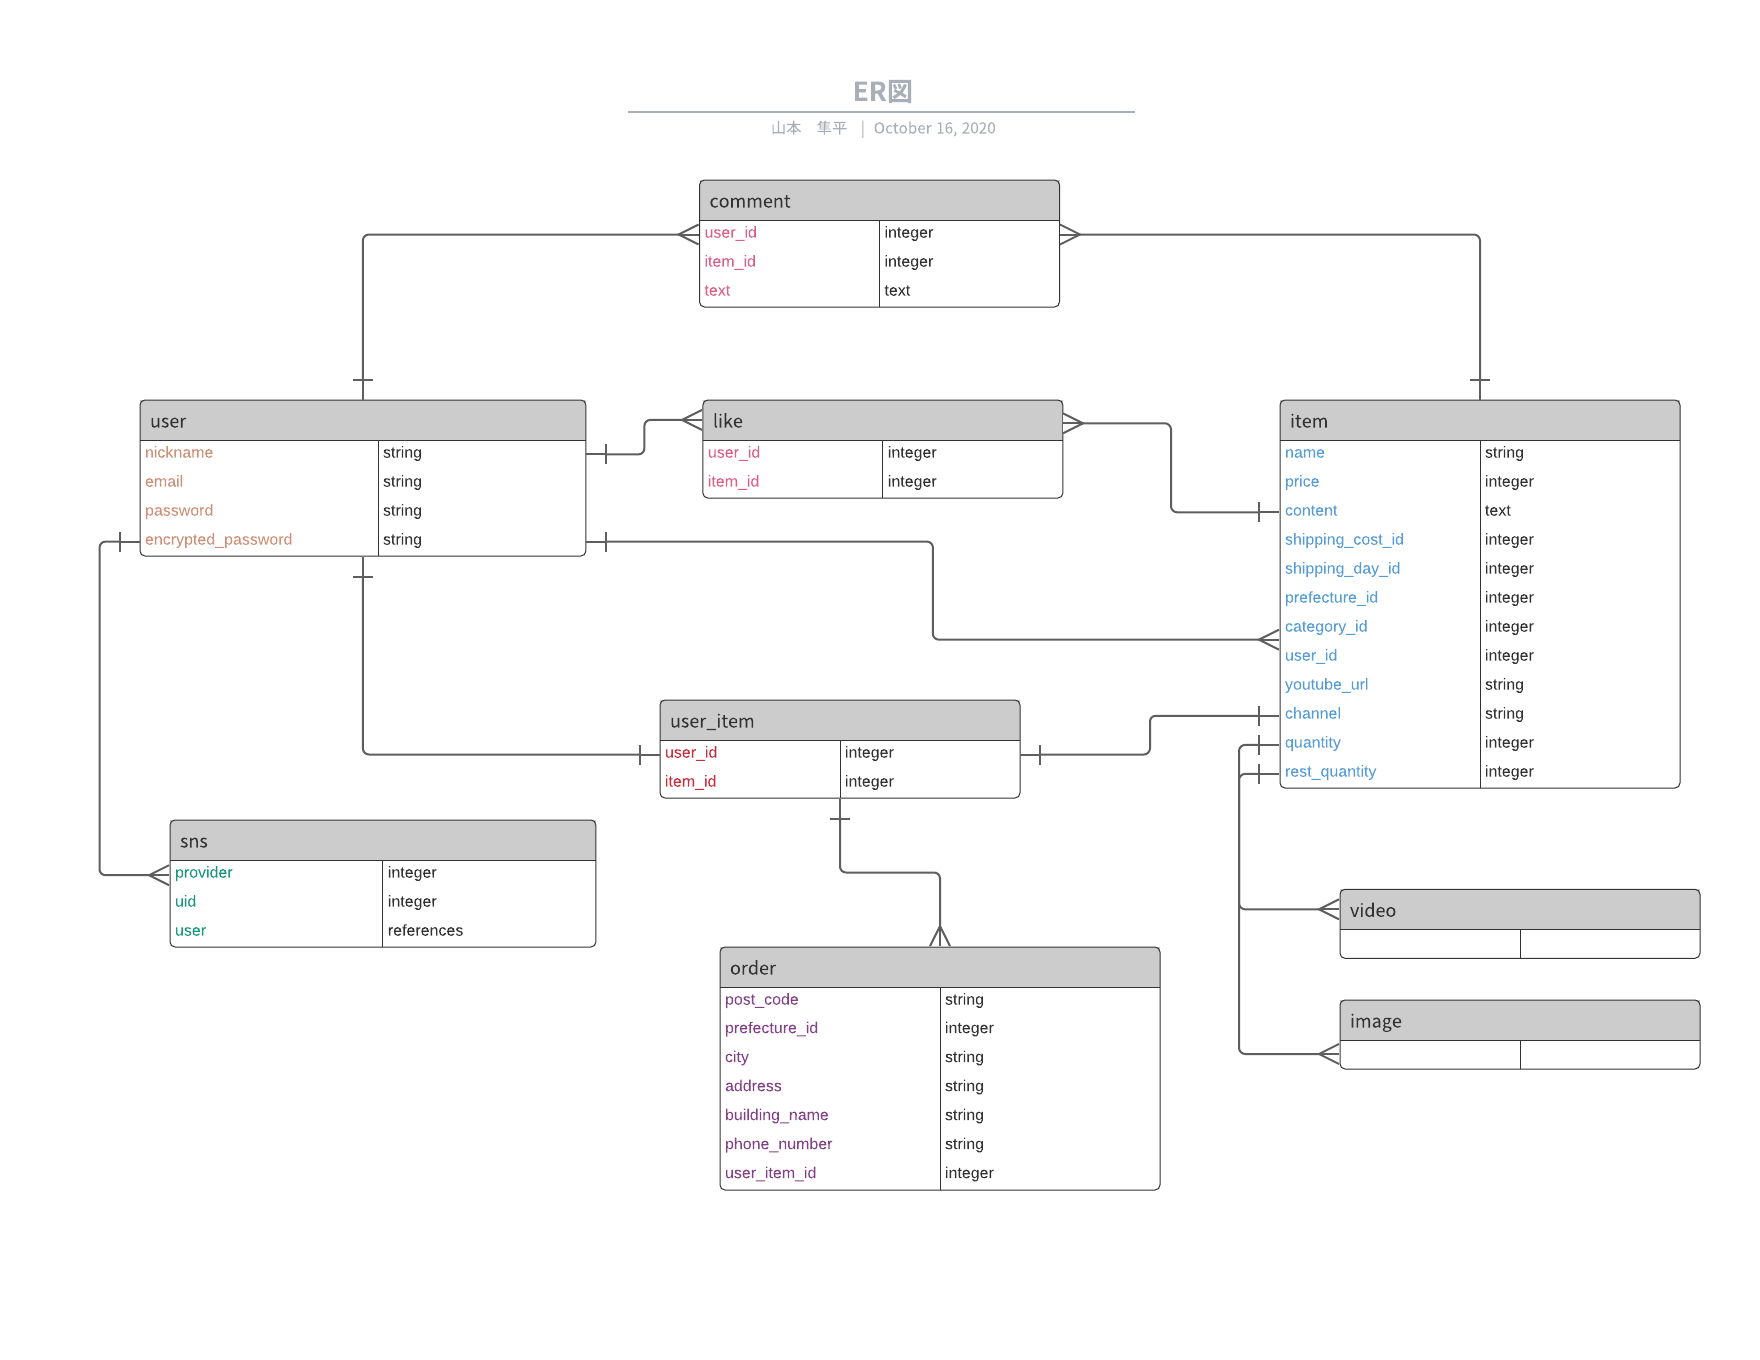 ER図
山本 隼平 | October 16, 2020
comment
user_id integer
item_id integer
text text
user
nickname string
email string
password string
encrypted_password string
like
user_id integer
item_id integer
item
name string
price integer
content text
shipping_cost_id integer
shipping_day_id integer
prefecture_id integer
category_id integer
user_id integer
youtube_url string
channel string
quantity integer
rest_quantity integer
user_item
user_id integer
item_id integer
sns
provider integer
uid integer
user references
order
post_code string
prefecture_id integer
city string
address string
building_name string
phone_number string
user_item_id integer
video
image